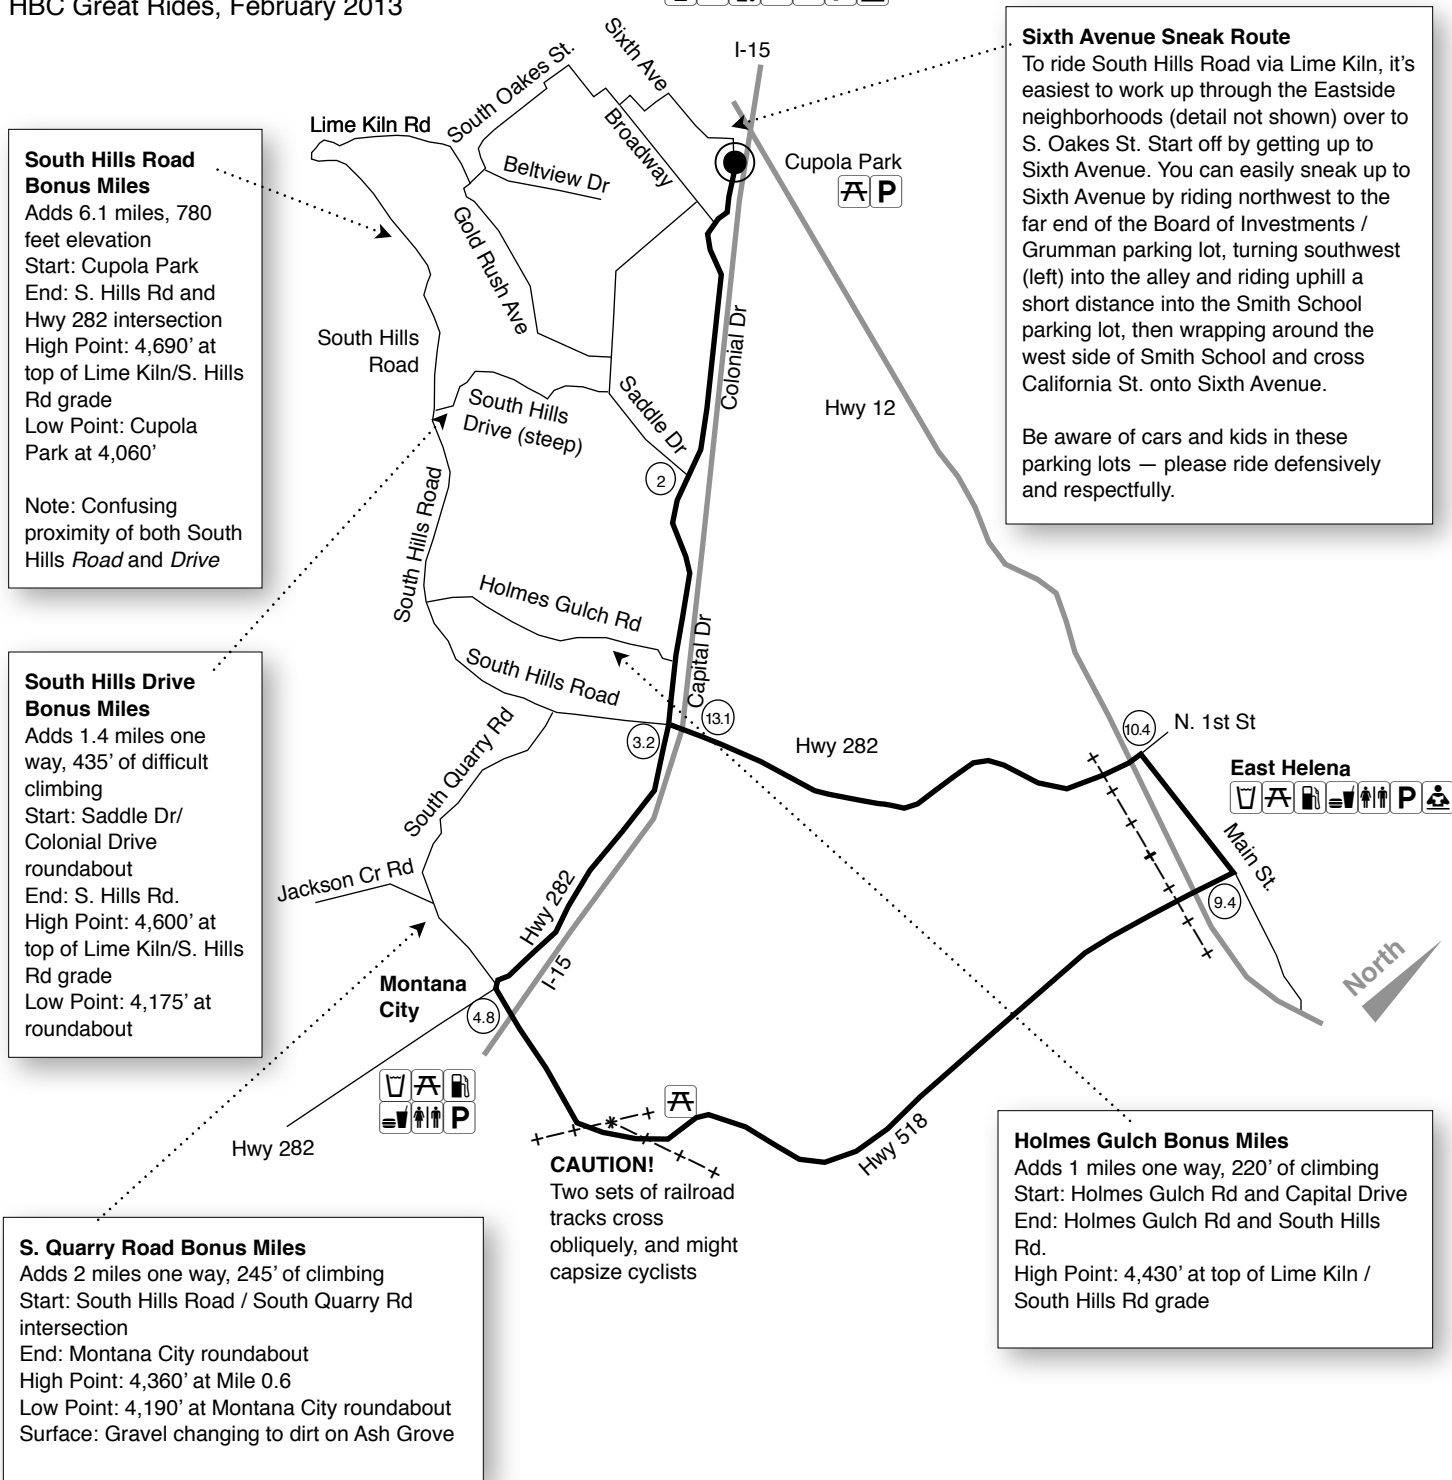 HBC Great Rides, February 2013
I-15
Sixth Ave
South Oakes St.
Broadway
Lime Kiln Rd
Beltview Dr
Gold Rush Ave
Cupola Park
P
South Hills Road
Bonus Miles
Adds 6.1 miles, 780
feet elevation
Start: Cupola Park
End: S. Hills Rd and
Hwy 282 intersection
High Point: 4,690’ at
top of Lime Kiln/S. Hills
Rd grade
Low Point: Cupola
Park at 4,060’
Note: Confusing
proximity of both South
Hills Road and Drive
Sixth Avenue Sneak Route
To ride South Hills Road via Lime Kiln, it’s
easiest to work up through the Eastside
neighborhoods (detail not shown) over to
S. Oakes St. Start off by getting up to
Sixth Avenue. You can easily sneak up to
Sixth Avenue by riding northwest to the
far end of the Board of Investments /
Grumman parking lot, turning southwest
(left) into the alley and riding uphill a
short distance into the Smith School
parking lot, then wrapping around the
west side of Smith School and cross
California St. onto Sixth Avenue.
Be aware of cars and kids in these
parking lots — please ride defensively
and respectfully.
South Hills
Road
South Hills
Drive (steep)
Saddle Dr
Colonial Dr
Hwy 12
2
South Hills Road
Holmes Gulch Rd
South Hills Road
Capital Dr
13.1
3.2
Hwy 282
10.4
N. 1st St
East Helena
P
Main St.
9.4
South Hills Drive
Bonus Miles
Adds 1.4 miles one
way, 435’ of difficult
climbing
Start: Saddle Dr/
Colonial Drive
roundabout
End: S. Hills Rd.
High Point: 4,600’ at
top of Lime Kiln/S. Hills
Rd grade
Low Point: 4,175’ at
roundabout
South Quarry Rd
Jackson Cr Rd
Hwy 282
I-15
Montana
City
4.8
P
Hwy 282
North
Hwy 518
CAUTION!
Two sets of railroad
tracks cross
obliquely, and might
capsize cyclists
Holmes Gulch Bonus Miles
Adds 1 miles one way, 220’ of climbing
Start: Holmes Gulch Rd and Capital Drive
End: Holmes Gulch Rd and South Hills
Rd.
High Point: 4,430’ at top of Lime Kiln /
South Hills Rd grade
S. Quarry Road Bonus Miles
Adds 2 miles one way, 245’ of climbing
Start: South Hills Road / South Quarry Rd
intersection
End: Montana City roundabout
High Point: 4,360’ at Mile 0.6
Low Point: 4,190’ at Montana City roundabout
Surface: Gravel changing to dirt on Ash Grove